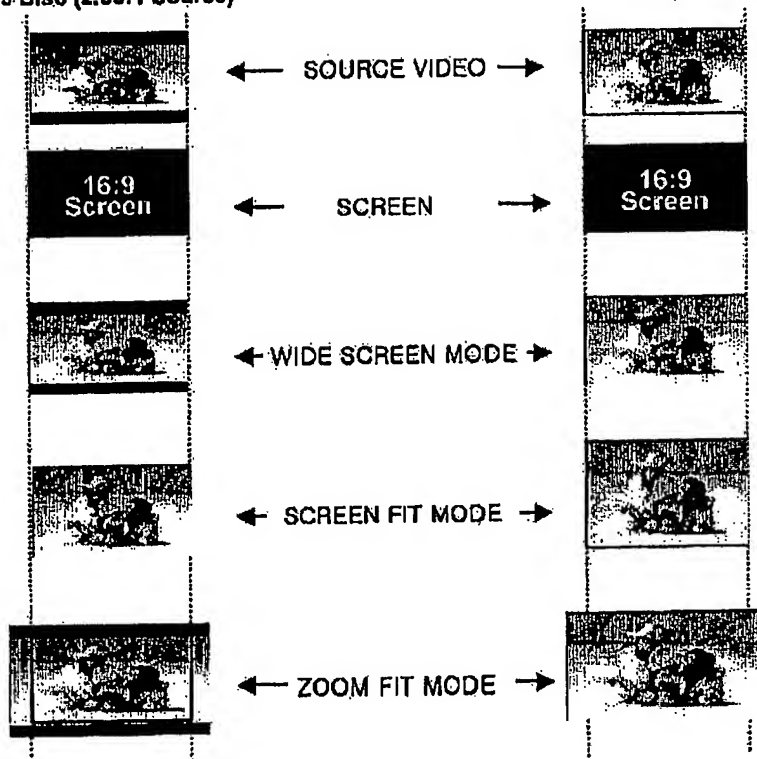 SOURCE VIDEO
16:9
Screen
SCREEN
16:9
Screen
WIDE SCREEN MODE
SCREEN FIT MODE
ZOOM FIT MODE